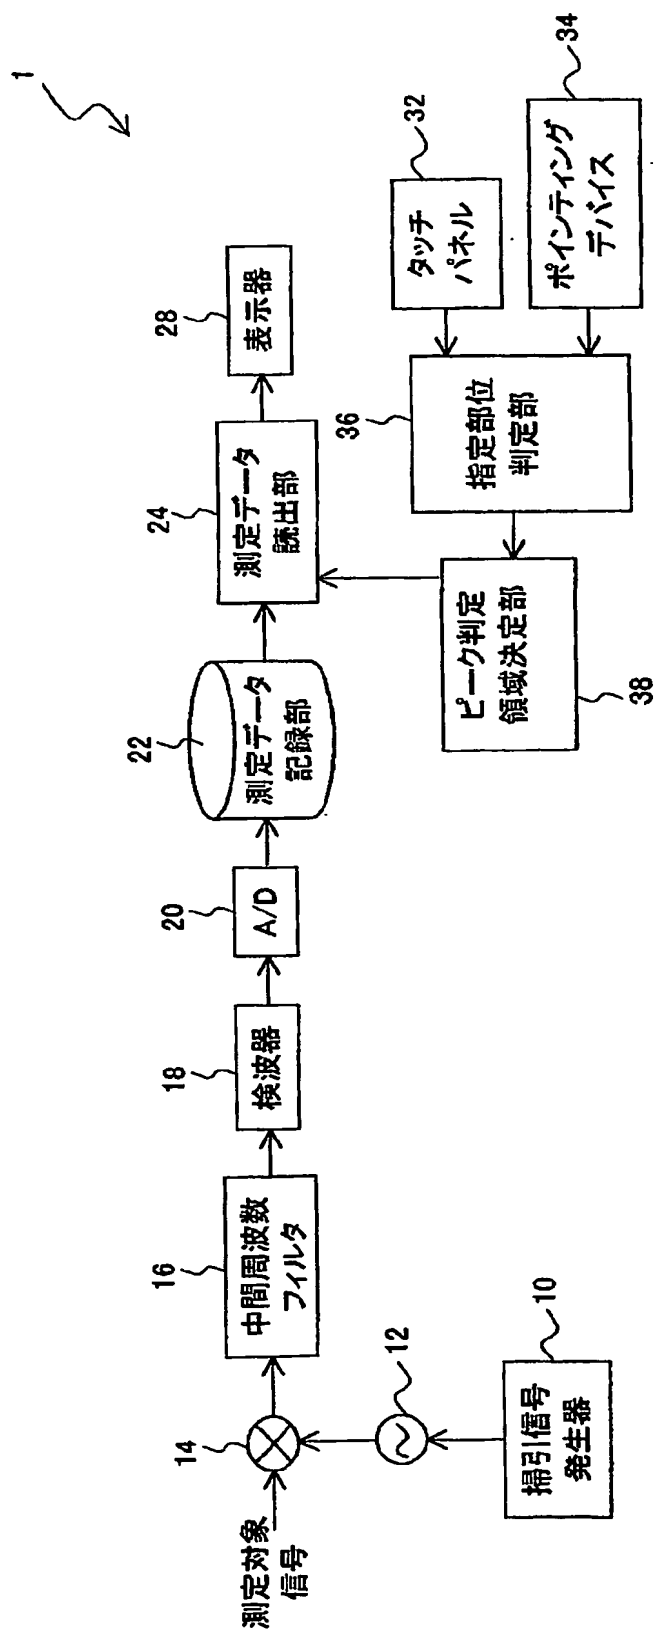 1
測定対象
信号
14
16
中間周波数
フィルタ
18
検波器
20
A/D
22
測定データ
記録部
24
測定データ
読出部
28
表示器
12
10
掃引信号
発生器
38
ピーク判定
領域決定部
36
指定部位
判定部
32
タッチ
パネル
34
ポインティング
デバイス